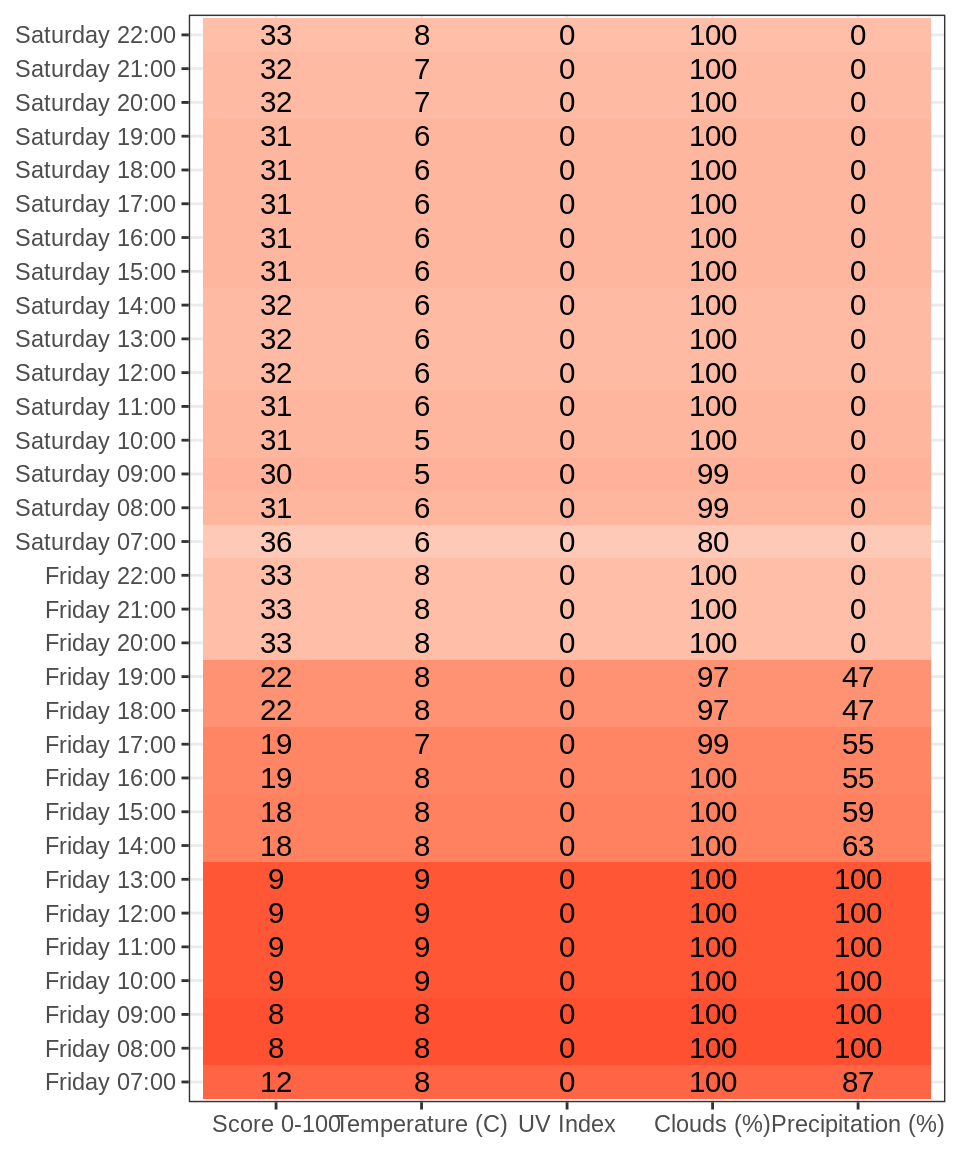 Saturday 22:00 33 8 0 100 0
Saturday 21:00 32 7 0 100 0
Saturday 20:00 32 7 0 100 0
Saturday 19:00 31 6 0 100 0
Saturday 18:00 31 6 0 100 0
Saturday 17:00 31 6 0 100 0
Saturday 16:00 31 6 0 100 0
Saturday 15:00 31 6 0 100 0
Saturday 14:00 32 6 0 100 0
Saturday 13:00 32 6 0 100 0
Saturday 12:00 32 6 0 100 0
Saturday 11:00 31 6 0 100 0
Saturday 10:00 31 5 0 100 0
Saturday 09:00 30 5 0 99 0
Saturday 08:00 31 6 0 99 0
Saturday 07:00 36 6 0 80 0
Friday 22:00 33 8 0 100 0
Friday 21:00 33 8 0 100 0
Friday 20:00 33 8 0 100 0
Friday 19:00 22 8 0 97 47
Friday 18:00 22 8 0 97 47
Friday 17:00 19 7 0 99 55
Friday 16:00 19 8 0 100 55
Friday 15:00 18 8 0 100 59
Friday 14:00 18 8 0 100 63
Friday 13:00 9 9 0 100 100
Friday 12:00 9 9 0 100 100
Friday 11:00 9 9 0 100 100
Friday 10:00 9 9 0 100 100
Friday 09:00 8 8 0 100 100
Friday 08:00 8 8 0 100 100
Friday 07:00 12 8 0 100 87
Score 0-100 Temperature (C) UV Index Clouds (%) Precipitation (%)